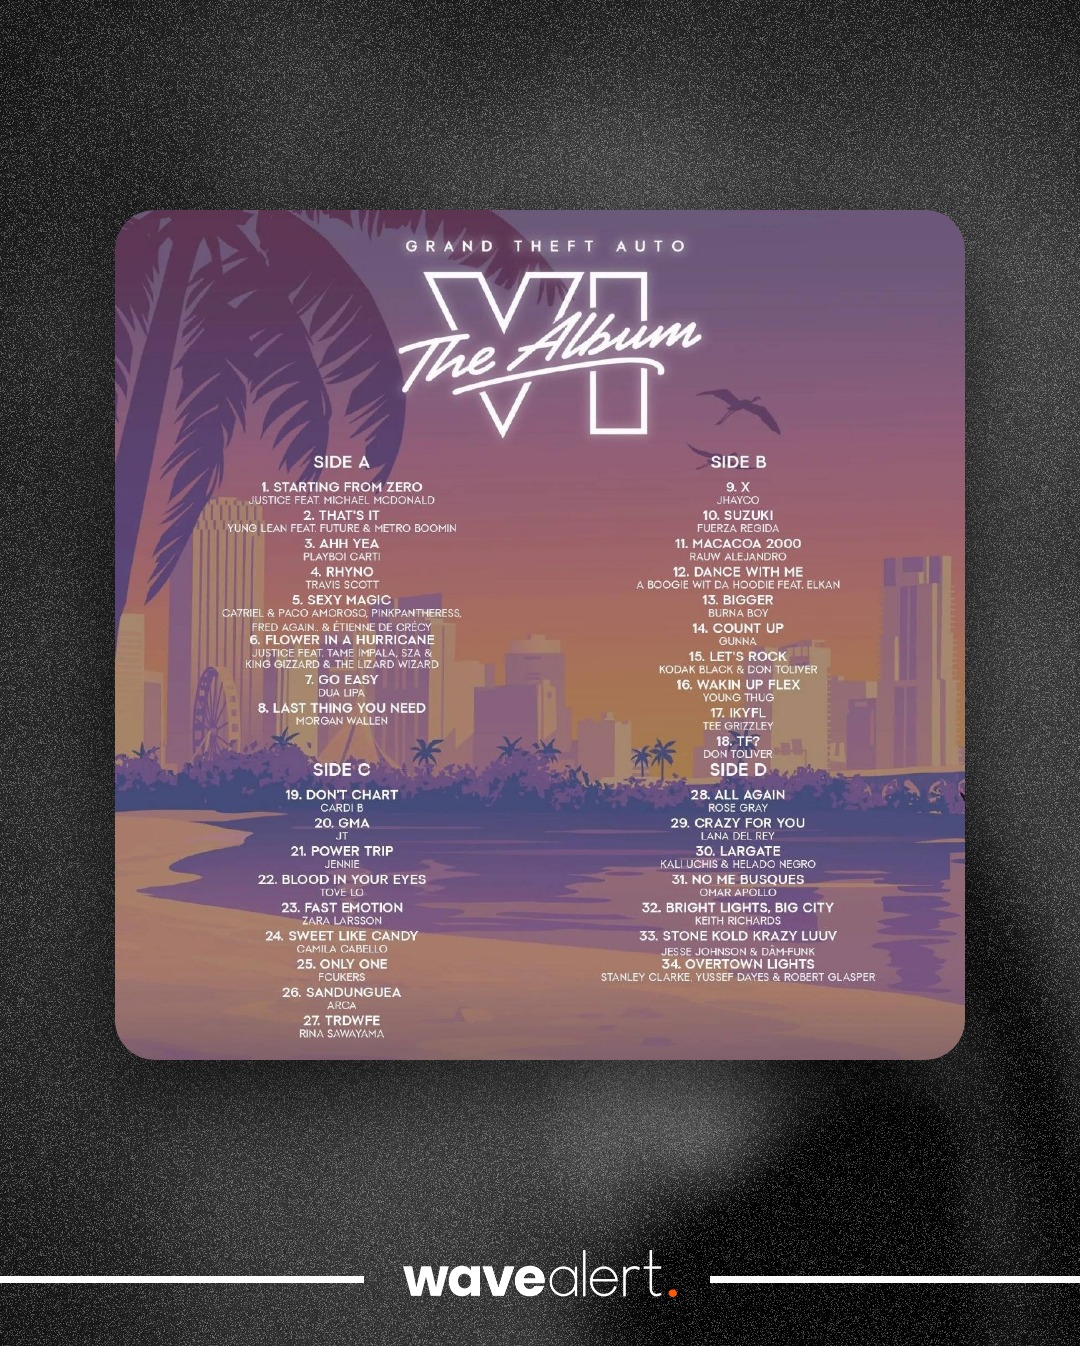 GRAND THEFT AUTO
VI
The Album
SIDE A
1. STARTING FROM ZERO
JUSTICE FEAT. MICHAEL MCDONALD
2. THAT'S IT
YUNG LEAN FEAT. FUTURE & METRO BOOMIN
3. AHH YEA
PLAYBOI CARTI
4. RHYNO
TRAVIS SCOTT
5. SEXY MAGIC
CA7RIEL & PACO AMOROSO, PINKPANTHERESS,
FRED AGAIN.. & ÉTIENNE DE CRÉCY
6. FLOWER IN A HURRICANE
JUSTICE FEAT. TAME IMPALA, SZA &
KING GIZZARD & THE LIZARD WIZARD
7. GO EASY
DUA LIPA
8. LAST THING YOU NEED
MORGAN WALLEN
SIDE B
9. X
JHAYCO
10. SUZUKI
FUERZA REGIDA
11. MACACOA 2000
RAUW ALEJANDRO
12. DANCE WITH ME
A BOOGIE WIT DA HOODIE FEAT. ELKAN
13. BIGGER
BURNA BOY
14. COUNT UP
GUNNA
15. LET'S ROCK
KODAK BLACK & DON TOLIVER
16. WAKIN UP FLEX
YOUNG THUG
17. IKYFL
TEE GRIZZLEY
18. TF?
DON TOLIVER
SIDE C
19. DON'T CHART
CARDI B
20. GMA
JT
21. POWER TRIP
JENNIE
22. BLOOD IN YOUR EYES
TOVE LO
23. FAST EMOTION
ZARA LARSSON
24. SWEET LIKE CANDY
CAMILA CABELLO
25. ONLY ONE
FCUKERS
26. SANDUNGUEA
ARCA
27. TRDWFE
RINA SAWAYAMA
SIDE D
28. ALL AGAIN
ROSE GRAY
29. CRAZY FOR YOU
LANA DEL REY
30. LARGATE
KALLUCHIS & HELADO NEGRO
31. NO ME BUSQUES
OMAR APOLLO
32. BRIGHT LIGHTS, BIG CITY
KEITH RICHARDS
33. STONE KOLD KRAZY LUUV
JESSE JOHNSON & DÂM-FUNK
34. OVERTOWN LIGHTS
STANLEY CLARKE, YUSSEF DAYES & ROBERT GLASPER
wavealert.